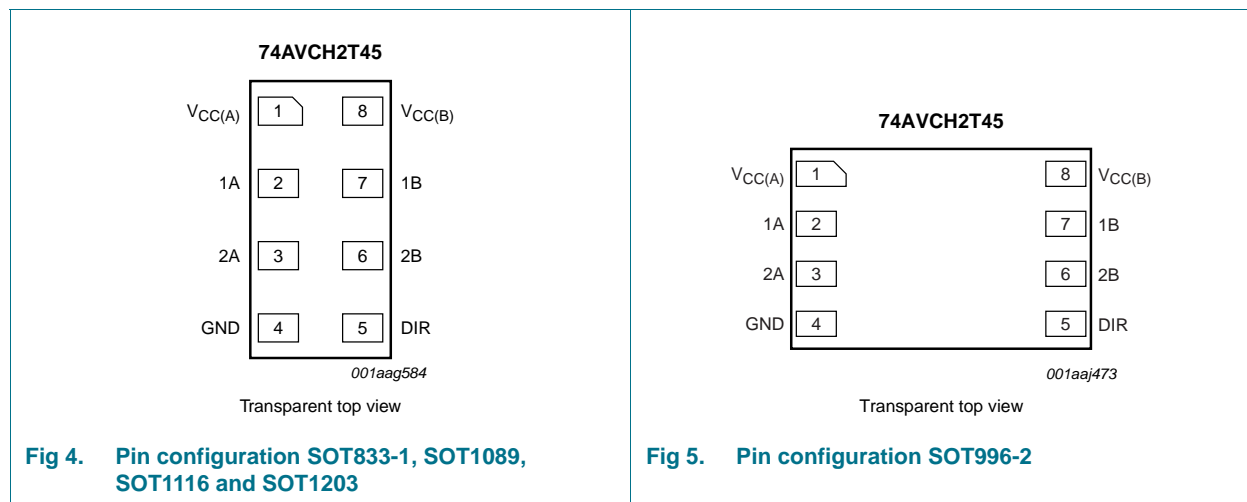 74AVCH2T45
VCC(A) 1 8 VCC(B)
1A 2 7 1B
2A 3 6 2B
GND 4 5 DIR
001aag584
Transparent top view
Fig 4. Pin configuration SOT833-1, SOT1089,
SOT1116 and SOT1203
74AVCH2T45
VCC(A) 1 8 VCC(B)
1A 2 7 1B
2A 3 6 2B
GND 4 5 DIR
001aaj473
Transparent top view
Fig 5. Pin configuration SOT996-2